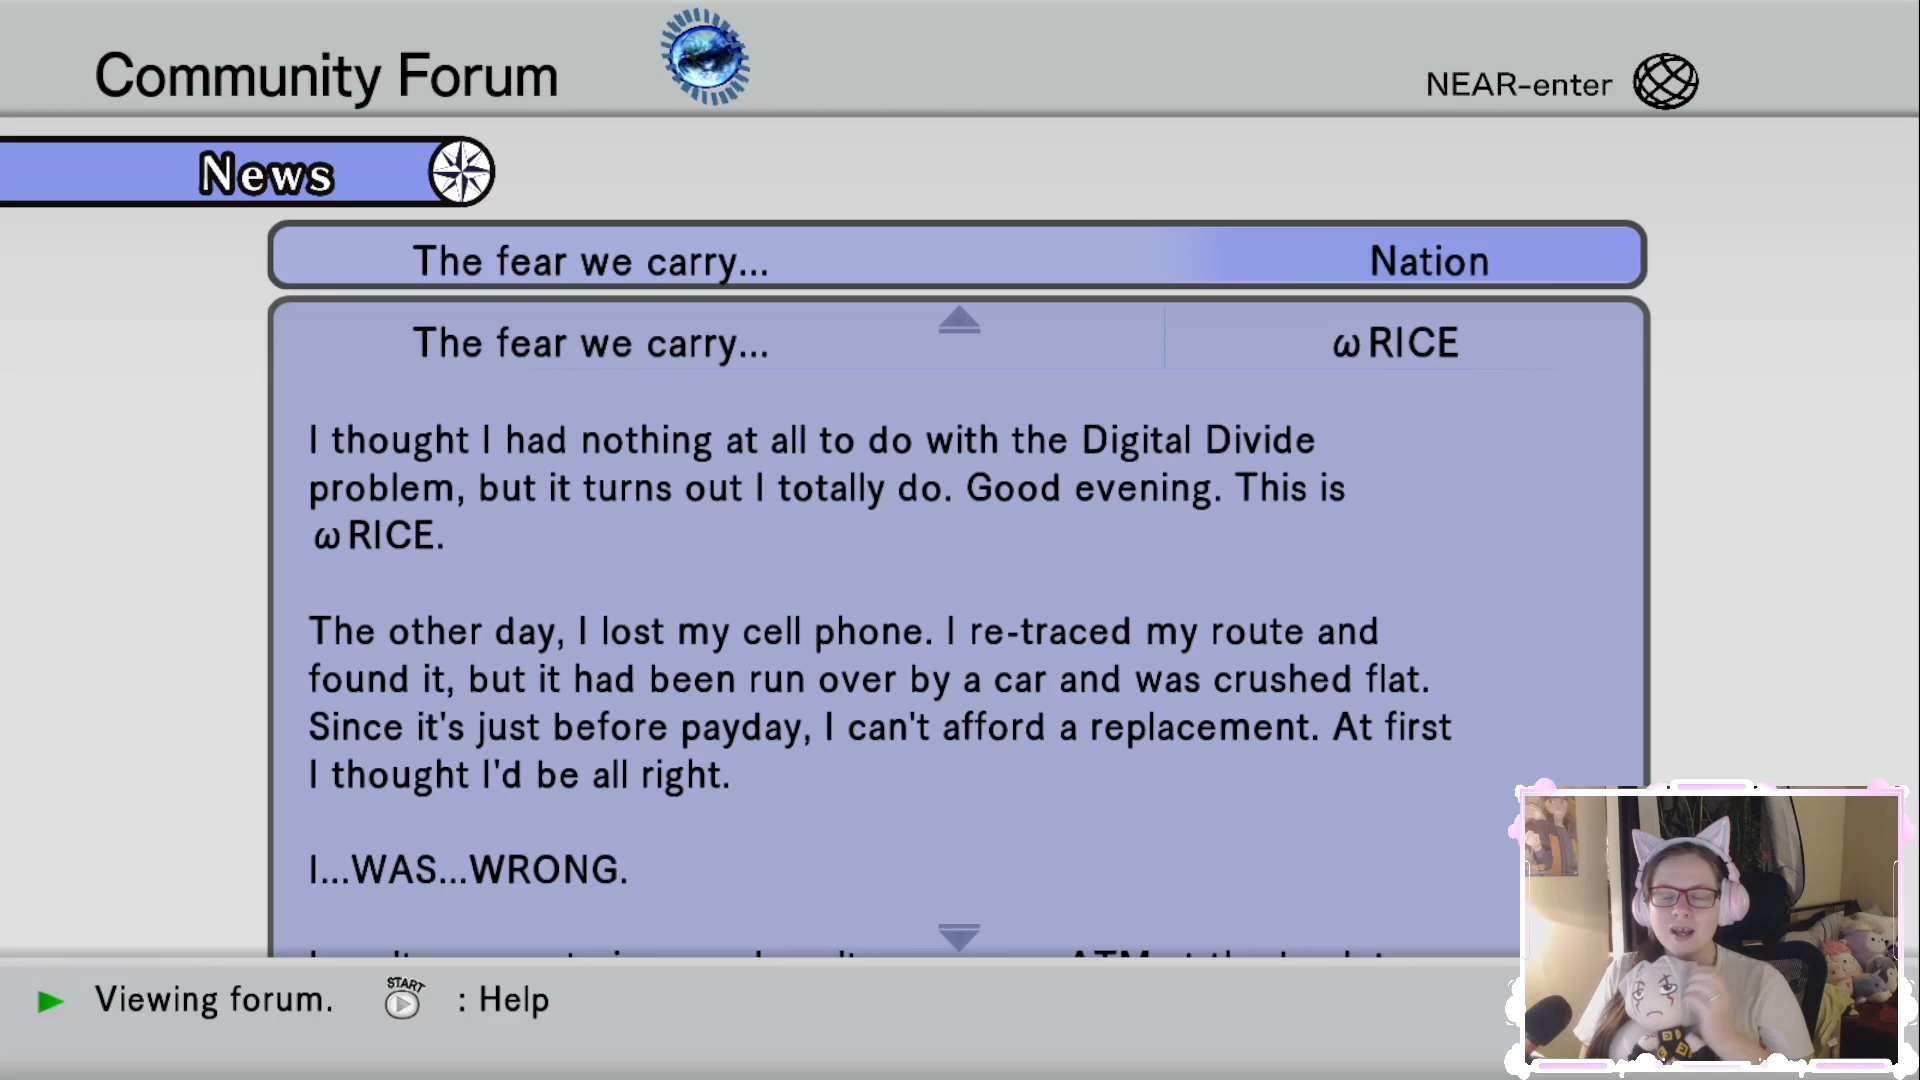 Community Forum
NEAR-enter
News
The fear we carry... Nation
The fear we carry... ωRICE
I thought I had nothing at all to do with the Digital Divide
problem, but it turns out I totally do. Good evening. This is
ωRICE.
The other day, I lost my cell phone. I re-traced my route and
found it, but it had been run over by a car and was crushed flat.
Since it's just before payday, I can't afford a replacement. At first
I thought I'd be all right.
I...WAS...WRONG.
Viewing forum. START : Help